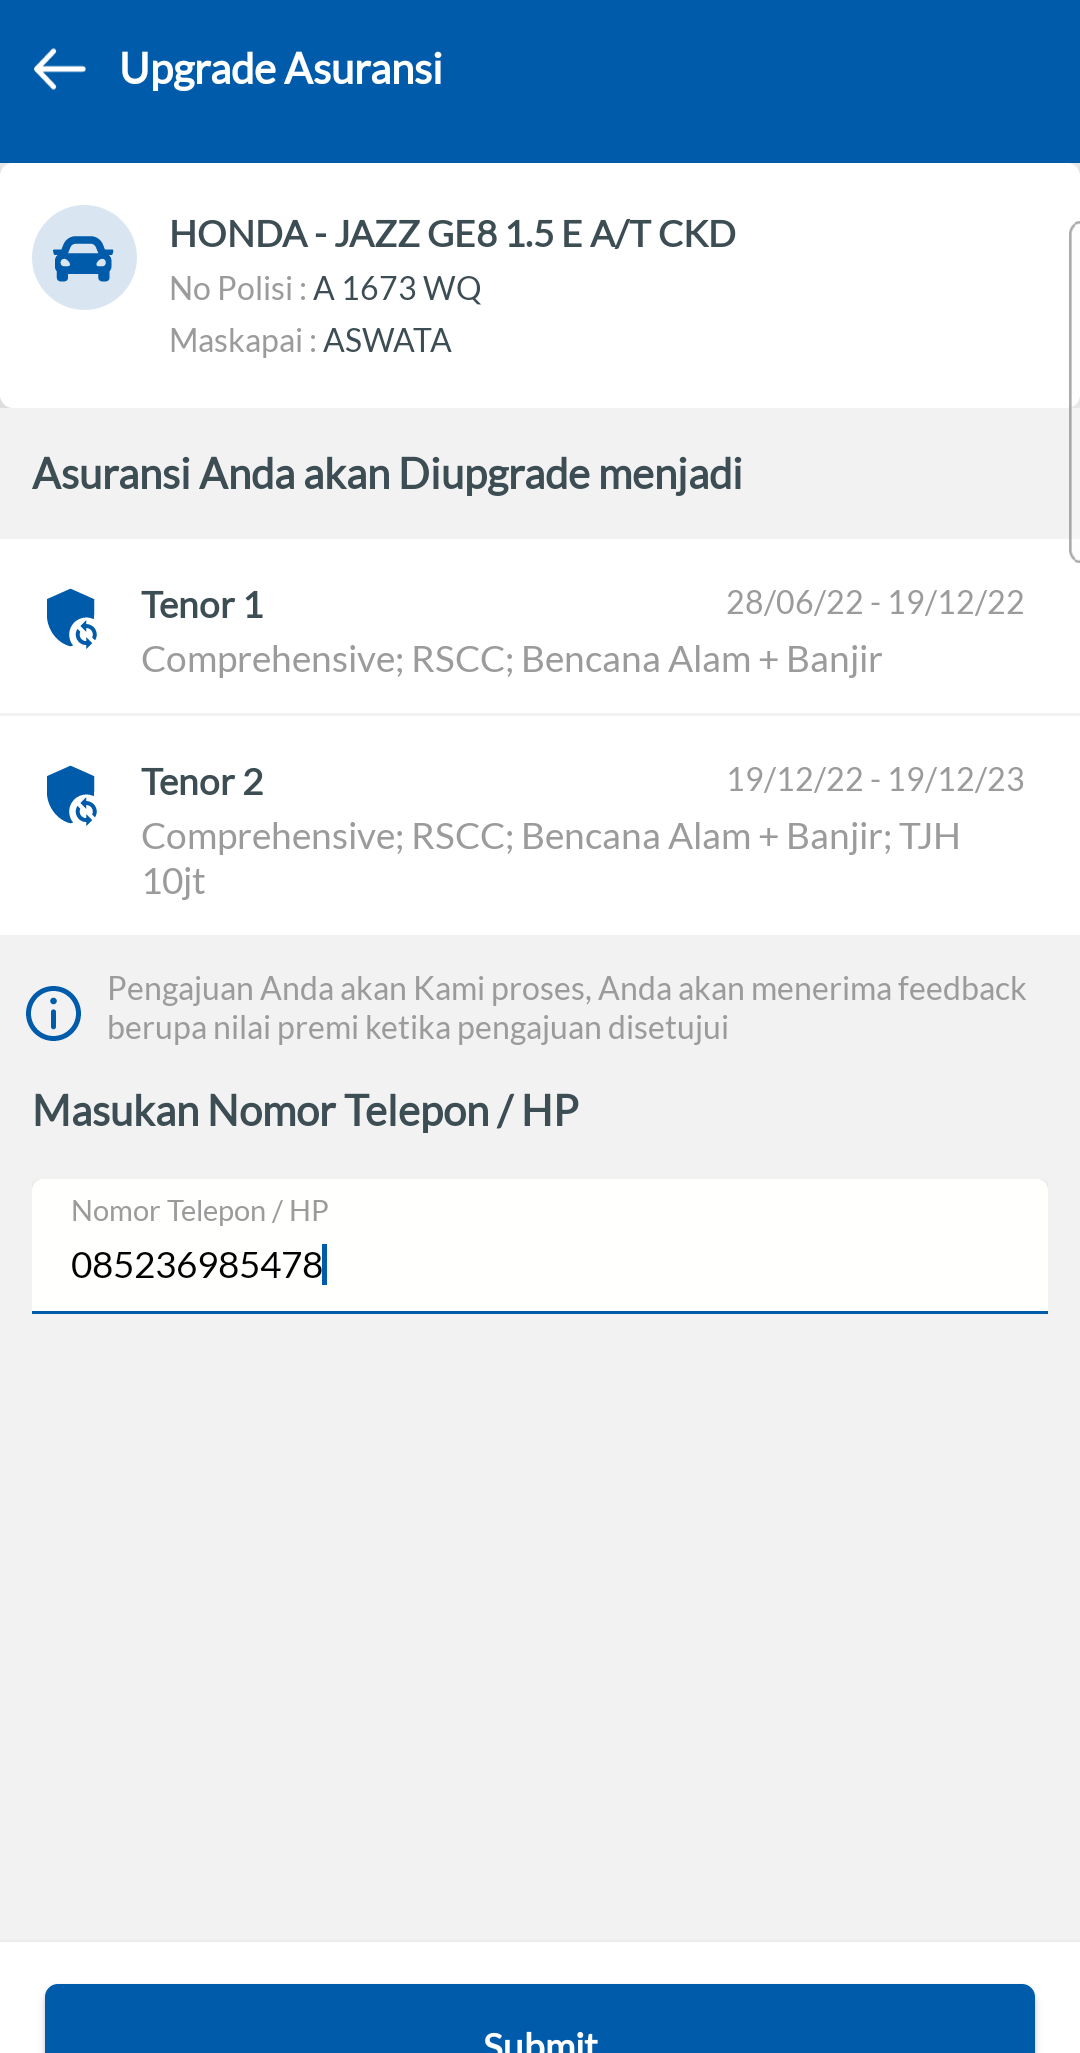 Upgrade Asuransi
HONDA - JAZZ GE8 1.5 E A/T CKD
No Polisi : A 1673 WQ
Maskapai : ASWATA
Asuransi Anda akan Diupgrade menjadi
Tenor 1 28/06/22 - 19/12/22
Comprehensive; RSCC; Bencana Alam + Banjir
Tenor 2 19/12/22 - 19/12/23
Comprehensive; RSCC; Bencana Alam + Banjir; TJH
10jt
Pengajuan Anda akan Kami proses, Anda akan menerima feedback
berupa nilai premi ketika pengajuan disetujui
Masukan Nomor Telepon / HP
Nomor Telepon / HP
085236985478
Submit